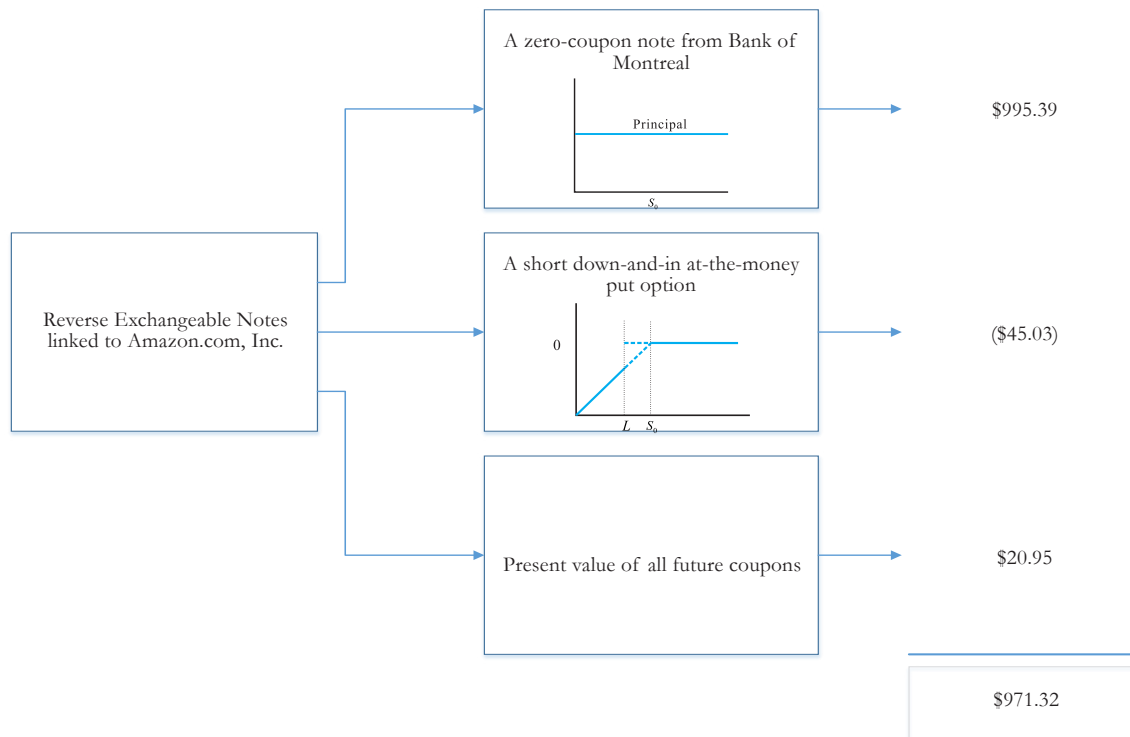 A zero-coupon note from Bank of
Montreal
Principal
S₀
$995.39
Reverse Exchangeable Notes
linked to Amazon.com, Inc.
A short down-and-in at-the-money
put option
0
L S₀
($45.03)
Present value of all future coupons
$20.95
$971.32